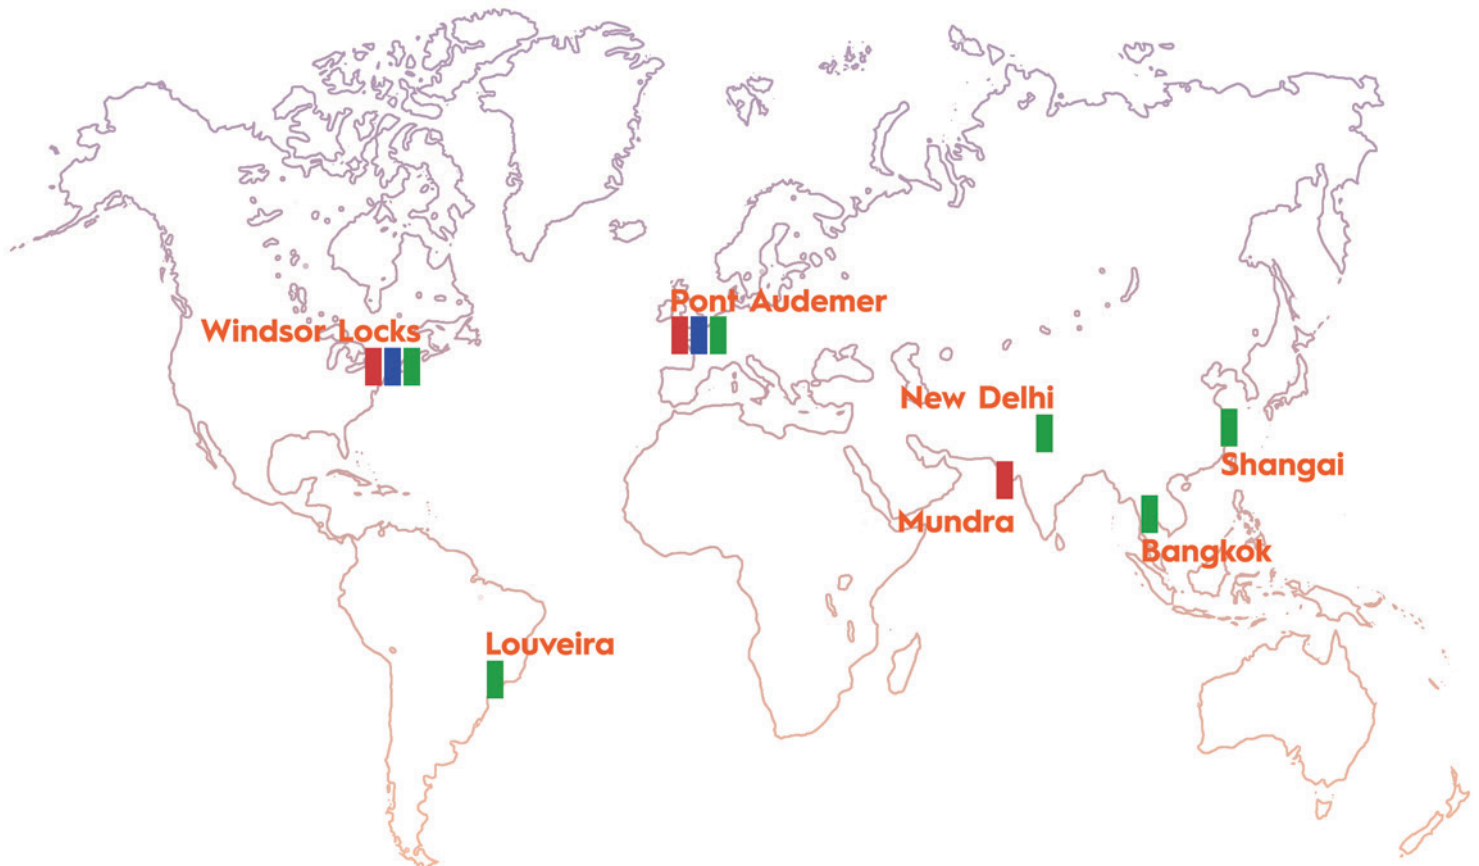 Pont Audemer
Windsor Locks
New Delhi
Shangai
Mundra
Bangkok
Louveira